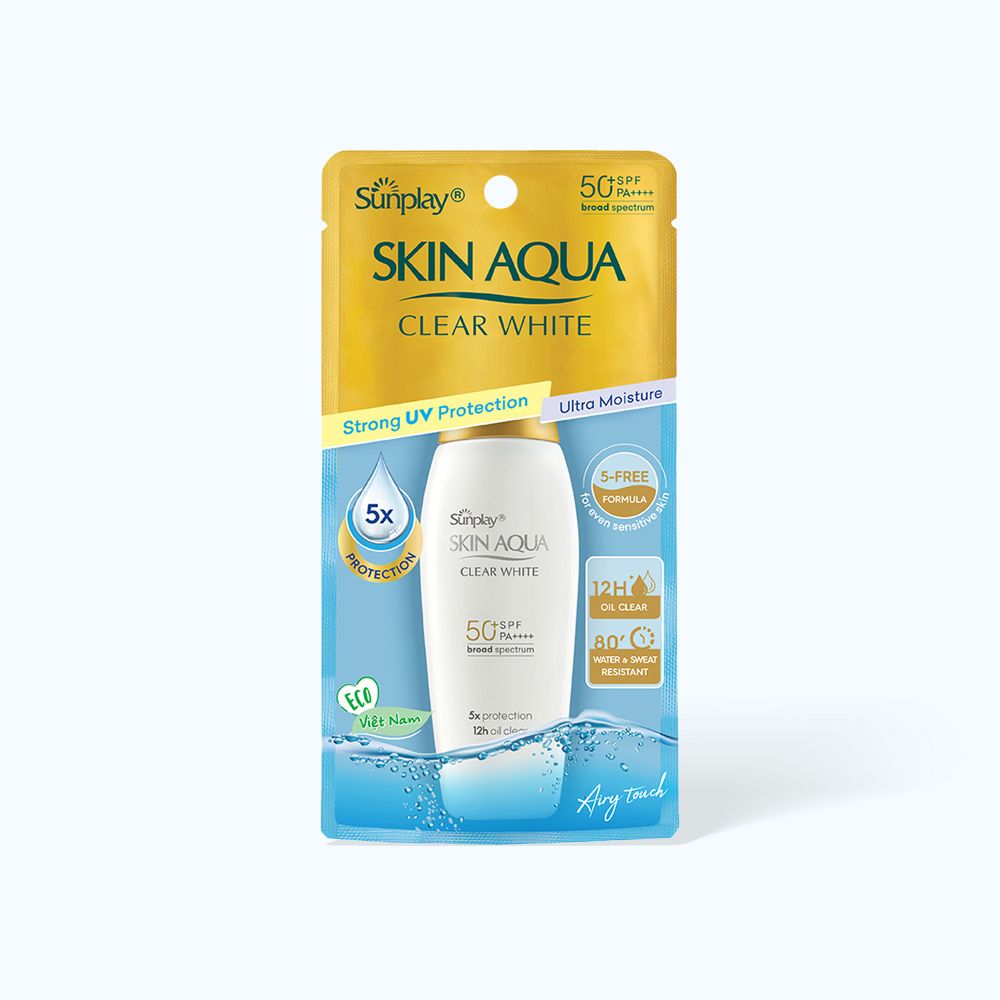 Sunplay®
50+ SPF
PA++++
broad spectrum
SKIN AQUA
CLEAR WHITE
Strong UV Protection
Ultra Moisture
5x
PROTECTION
5-FREE
FORMULA
for even sensitive skin
12H
OIL CLEAR
80'
WATER & SWEAT
RESISTANT
Sunplay®
SKIN AQUA
CLEAR WHITE
50+ SPF
PA++++
broad spectrum
5x protection
12h oil clear
ECO
Việt Nam
Airy touch